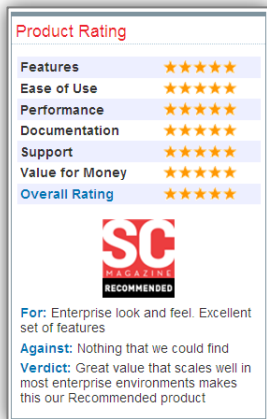 Product Rating
Features
Ease of Use
Performance
Documentation
Support
Value for Money
Overall Rating
SC
MAGAZINE
RECOMMENDED
For: Enterprise look and feel. Excellent
set of features
Against: Nothing that we could find
Verdict: Great value that scales well in
most enterprise environments makes
this our Recommended product